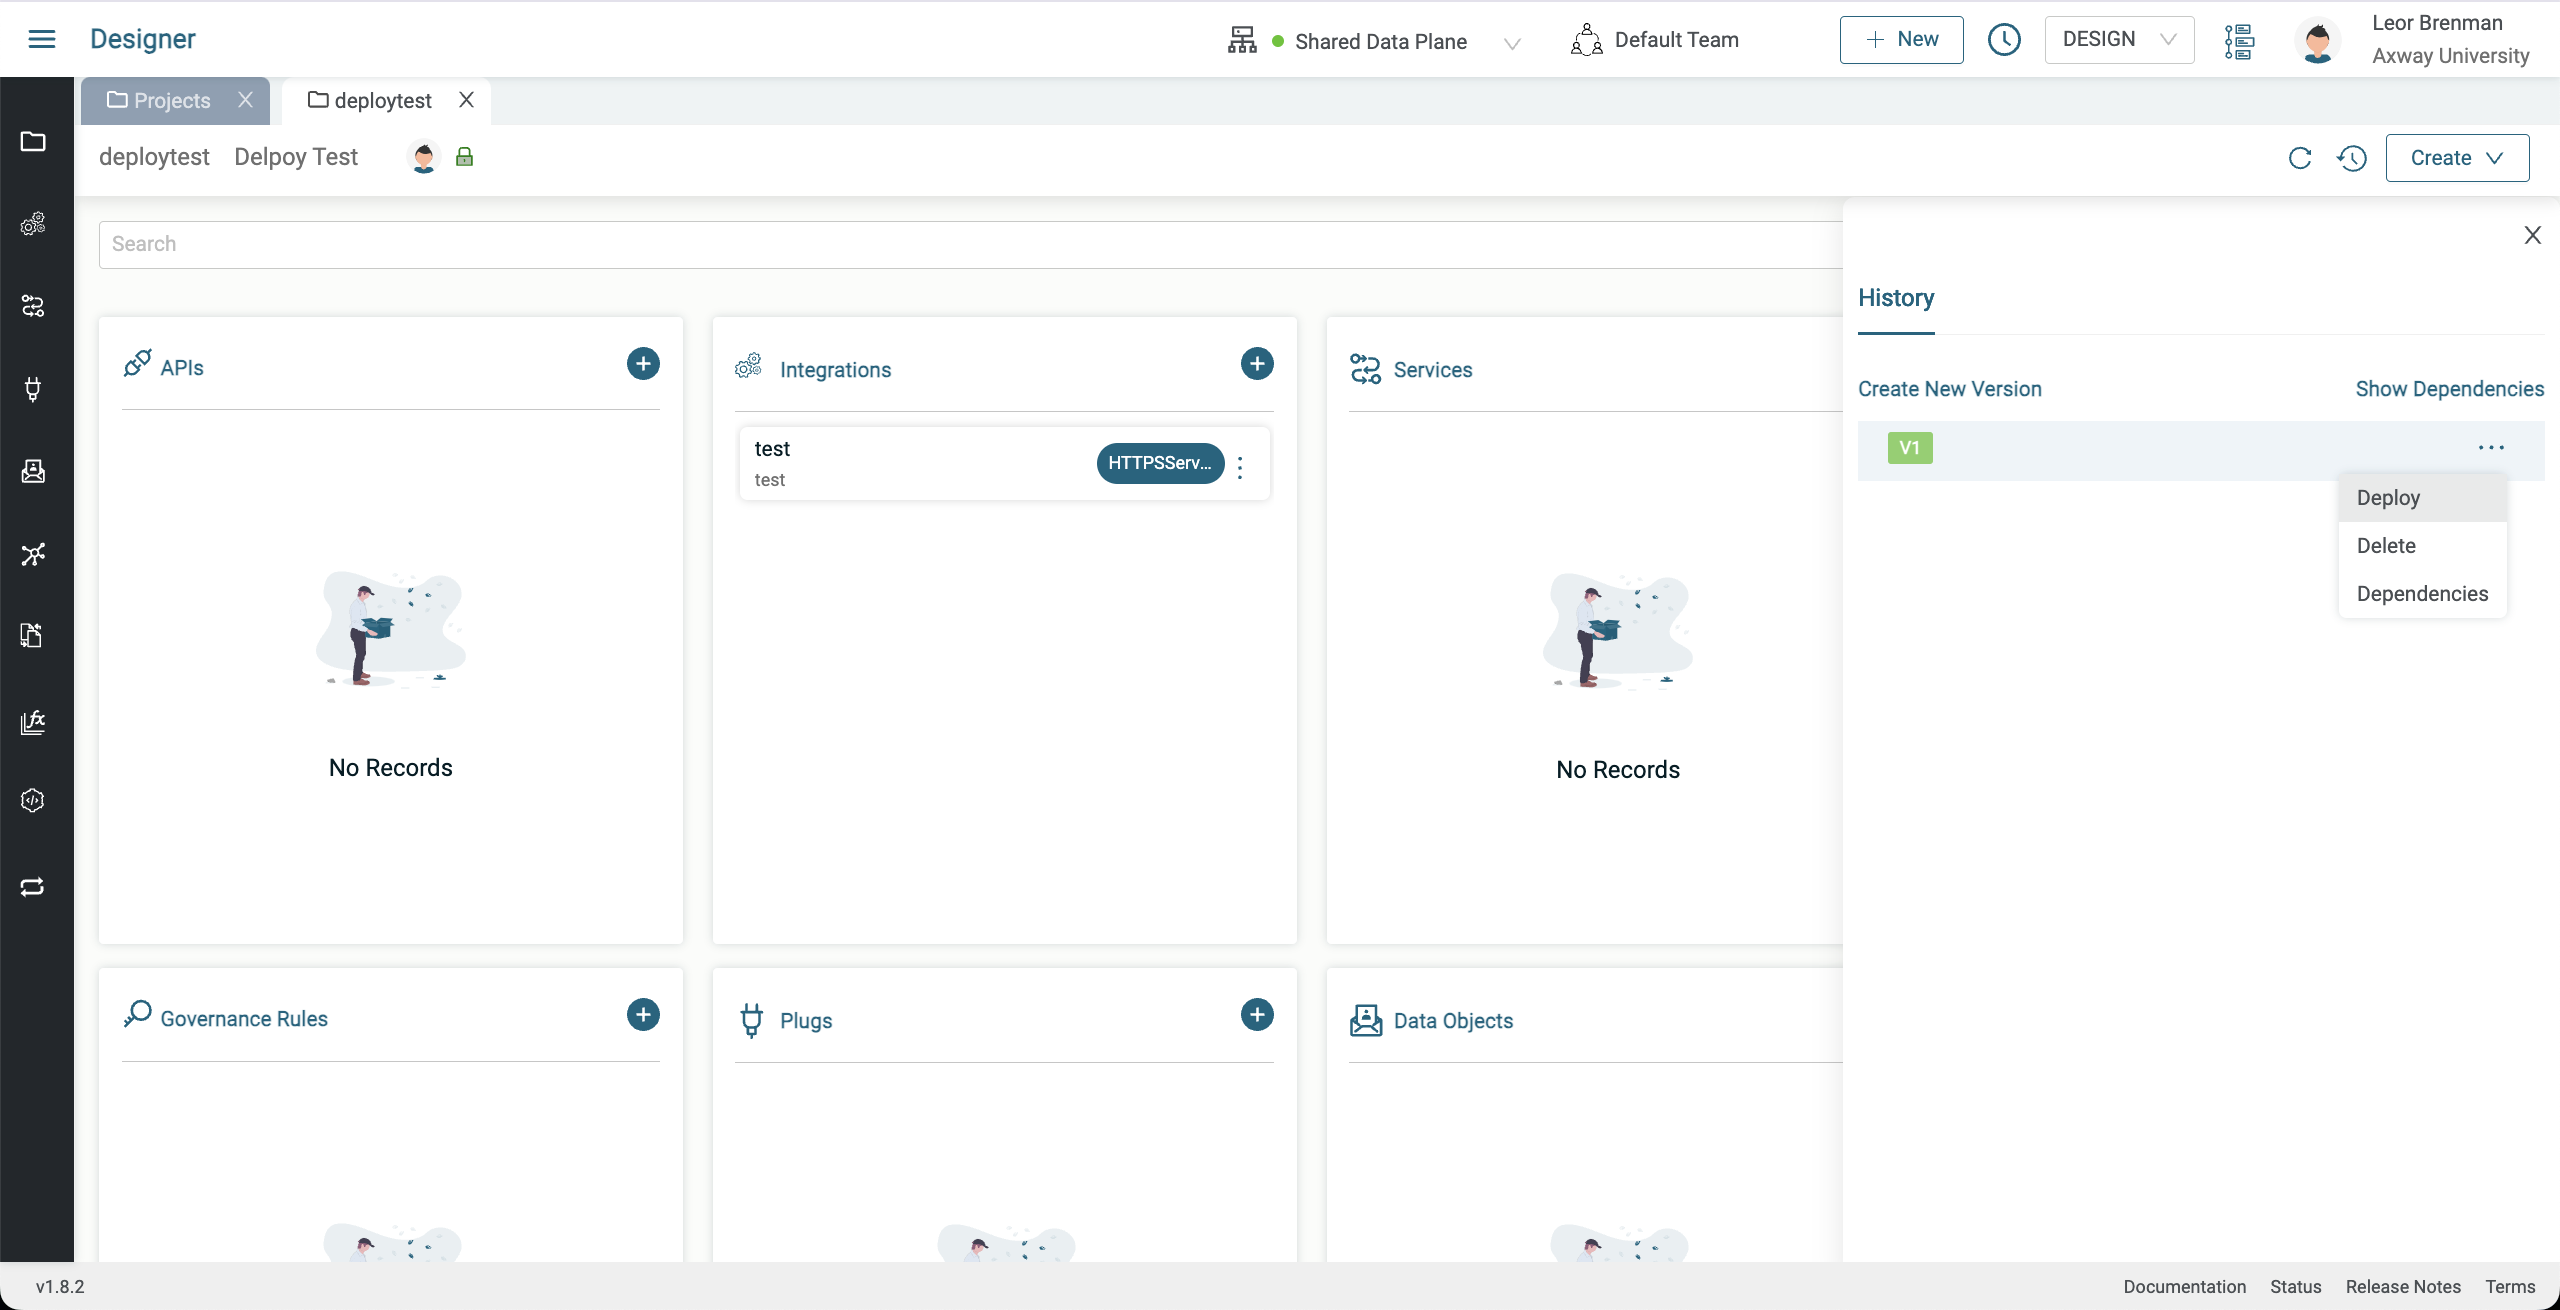 Designer
Shared Data Plane
Default Team
New
DESIGN
Leor Brenman
Axway University
Projects
deploytest
deploytest Delpoy Test
Create
Search
History
Create New Version Show Dependencies
V1
Deploy
Delete
Dependencies
APIs
No Records
Integrations
test
test
HTTPSServ...
Services
No Records
Governance Rules
Plugs
Data Objects
v1.8.2
Documentation Status Release Notes Terms